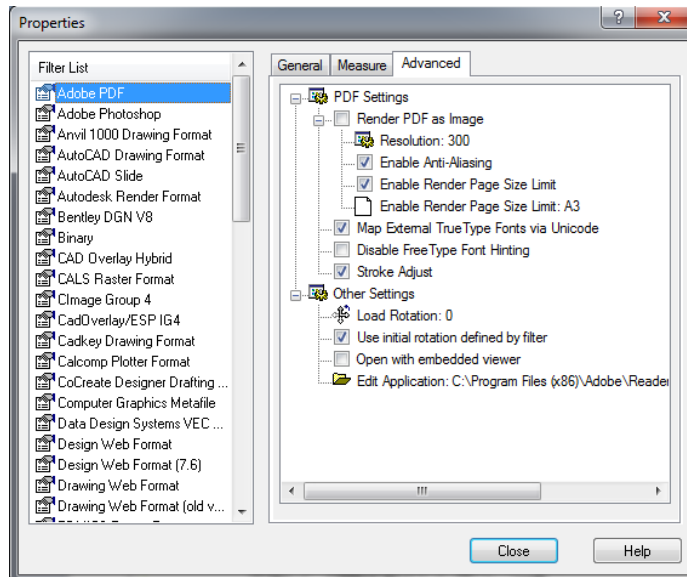 Properties
Filter List
Adobe PDF
Adobe Photoshop
Anvil 1000 Drawing Format
AutoCAD Drawing Format
AutoCAD Slide
Autodesk Render Format
Bentley DGN V8
Binary
CAD Overlay Hybrid
CALS Raster Format
CImage Group 4
CadOverlay/ESP IG4
Cadkey Drawing Format
Calcomp Plotter Format
CoCreate Designer Drafting ...
Computer Graphics Metafile
Data Design Systems VEC ...
Design Web Format
Design Web Format (7.6)
Drawing Web Format
Drawing Web Format (old v...
General Measure Advanced
PDF Settings
Render PDF as Image
Resolution: 300
Enable Anti-Aliasing
Enable Render Page Size Limit
Enable Render Page Size Limit: A3
Map External TrueType Fonts via Unicode
Disable FreeType Font Hinting
Stroke Adjust
Other Settings
Load Rotation: 0
Use initial rotation defined by filter
Open with embedded viewer
Edit Application: C:\Program Files (x86)\Adobe\Reader
Close Help